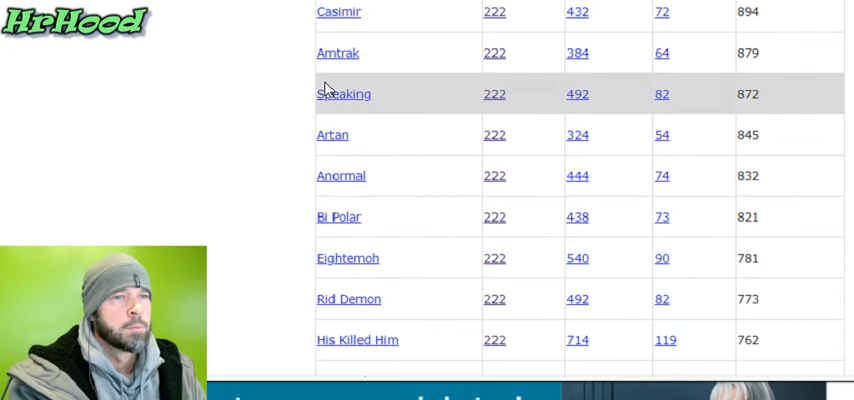 HrHood
Casimir 222 432 72 894
Amtrak 222 384 64 879
Speaking 222 492 82 872
Artan 222 324 54 845
Anormal 222 444 74 832
Bi Polar 222 438 73 821
Eightemoh 222 540 90 781
Rid Demon 222 492 82 773
His Killed Him 222 714 119 762